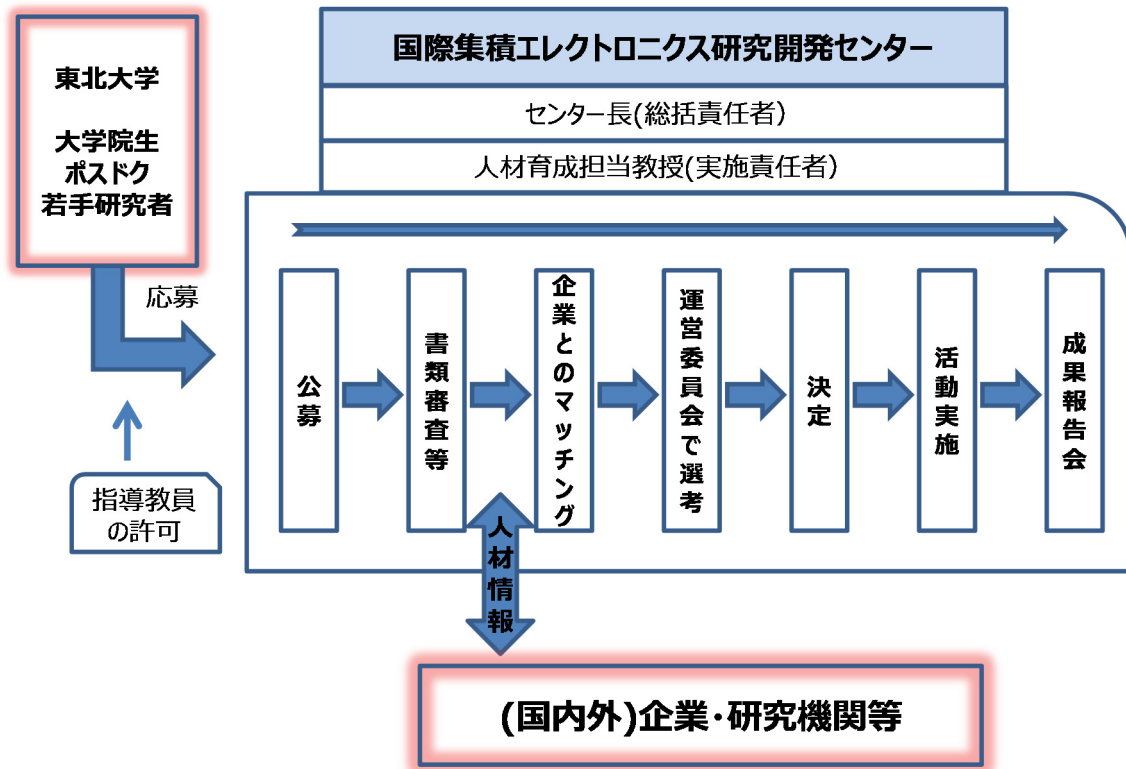 東北大学
大学院生
ポスドク
若手研究者
国際集積エレクトロニクス研究開発センター
センター長(総括責任者)
人材育成担当教授(実施責任者)
応募
指導教員
の許可
公募
書類審査等
企業とのマッチング
運営委員会で選考
決定
活動実施
成果報告会
人材情報
(国内外)企業・研究機関等